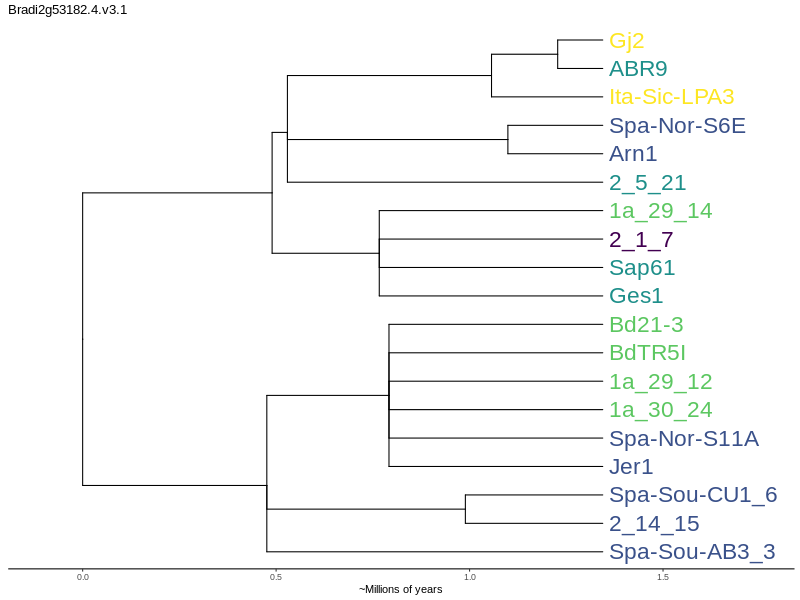 Bradi2g53182.4.v3.1
Gj2
ABR9
Ita-Sic-LPA3
Spa-Nor-S6E
Arn1
2_5_21
1a_29_14
2_1_7
Sap61
Ges1
Bd21-3
BdTR5I
1a_29_12
1a_30_24
Spa-Nor-S11A
Jer1
Spa-Sou-CU1_6
2_14_15
Spa-Sou-AB3_3
0.0 0.5 1.0 1.5
~Millions of years